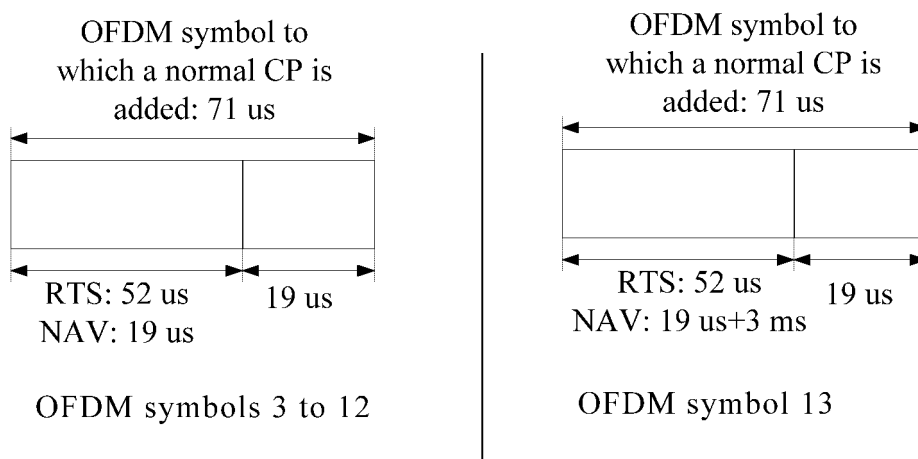 OFDM symbol to
which a normal CP is
added: 71 us
RTS: 52 us
NAV: 19 us
19 us
OFDM symbols 3 to 12
OFDM symbol to
which a normal CP is
added: 71 us
RTS: 52 us
NAV: 19 us+3 ms
19 us
OFDM symbol 13